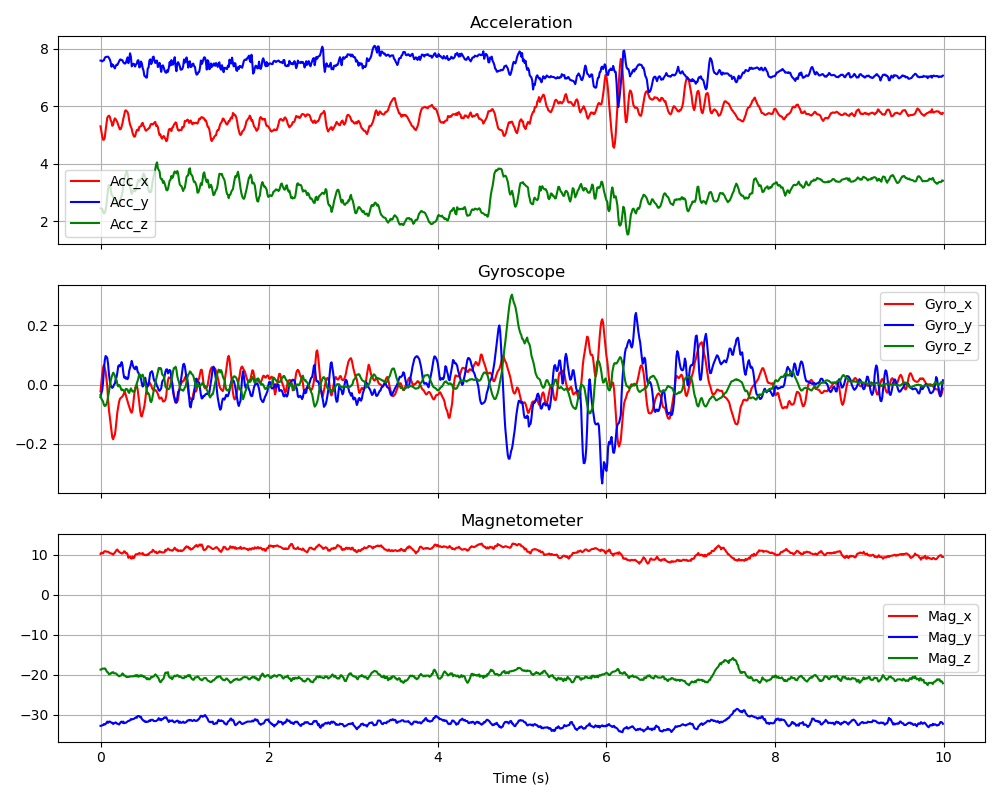 Acceleration
8
6
4
2
Acc_x
Acc_y
Acc_z
Gyroscope
0.2
0.0
−0.2
Gyro_x
Gyro_y
Gyro_z
Magnetometer
10
0
−10
−20
−30
Mag_x
Mag_y
Mag_z
0 2 4 6 8 10
Time (s)